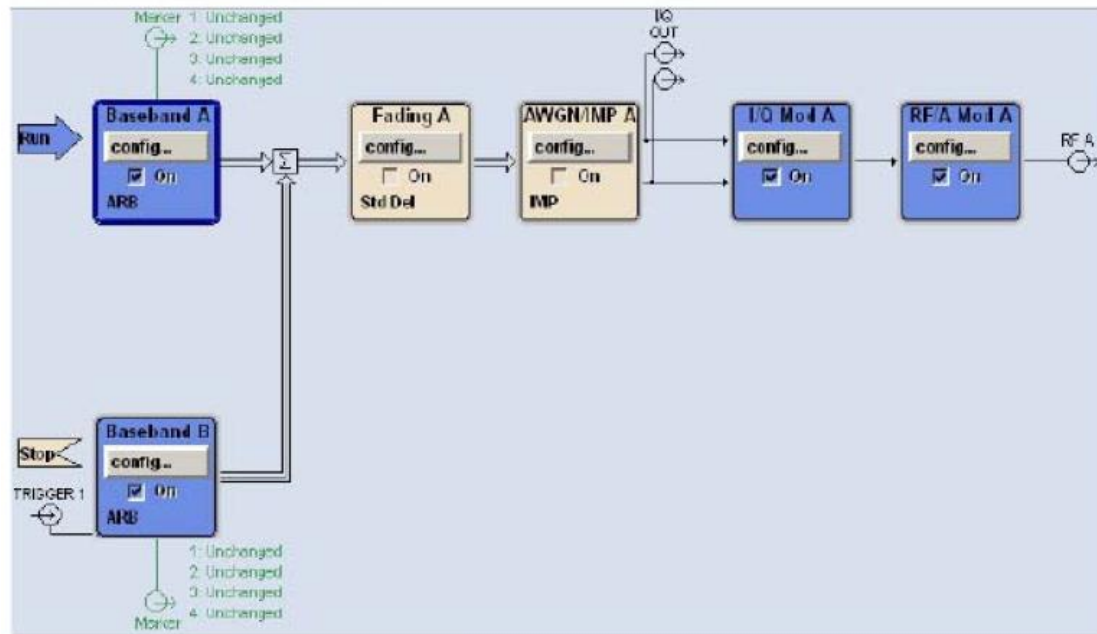 Marker 1: Unchanged
2: Unchanged
3: Unchanged
4: Unchanged
I/Q
OUT
Run
Baseband A
config...
On
ARB
Σ
Fading A
config...
On
Std Del
AWGN/IMP A
config...
On
IMP
I/Q Mod A
config...
On
RF/A Mod A
config...
On
RF A
Stop
TRIGGER 1
Baseband B
config...
On
ARB
1: Unchanged
2: Unchanged
3: Unchanged
Marker 4: Unchanged